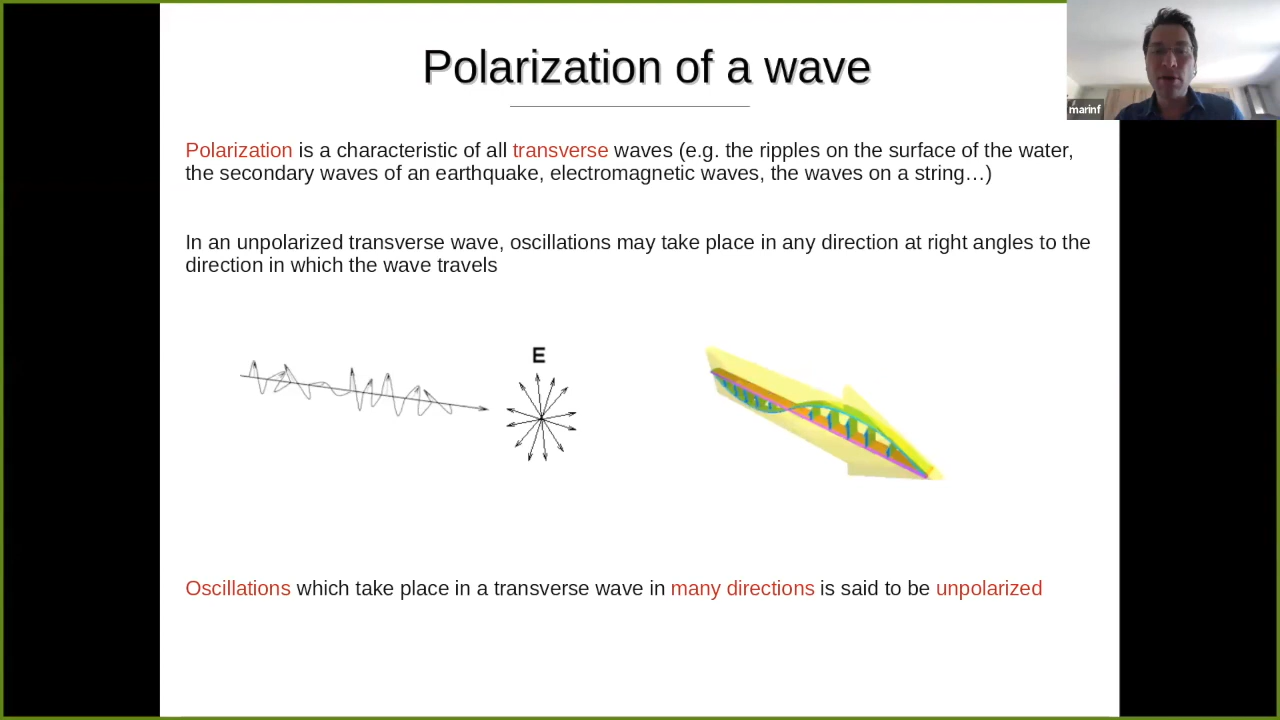 Polarization of a wave
marinf
Polarization is a characteristic of all transverse waves (e.g. the ripples on the surface of the water,
the secondary waves of an earthquake, electromagnetic waves, the waves on a string…)
In an unpolarized transverse wave, oscillations may take place in any direction at right angles to the
direction in which the wave travels
E
Oscillations which take place in a transverse wave in many directions is said to be unpolarized